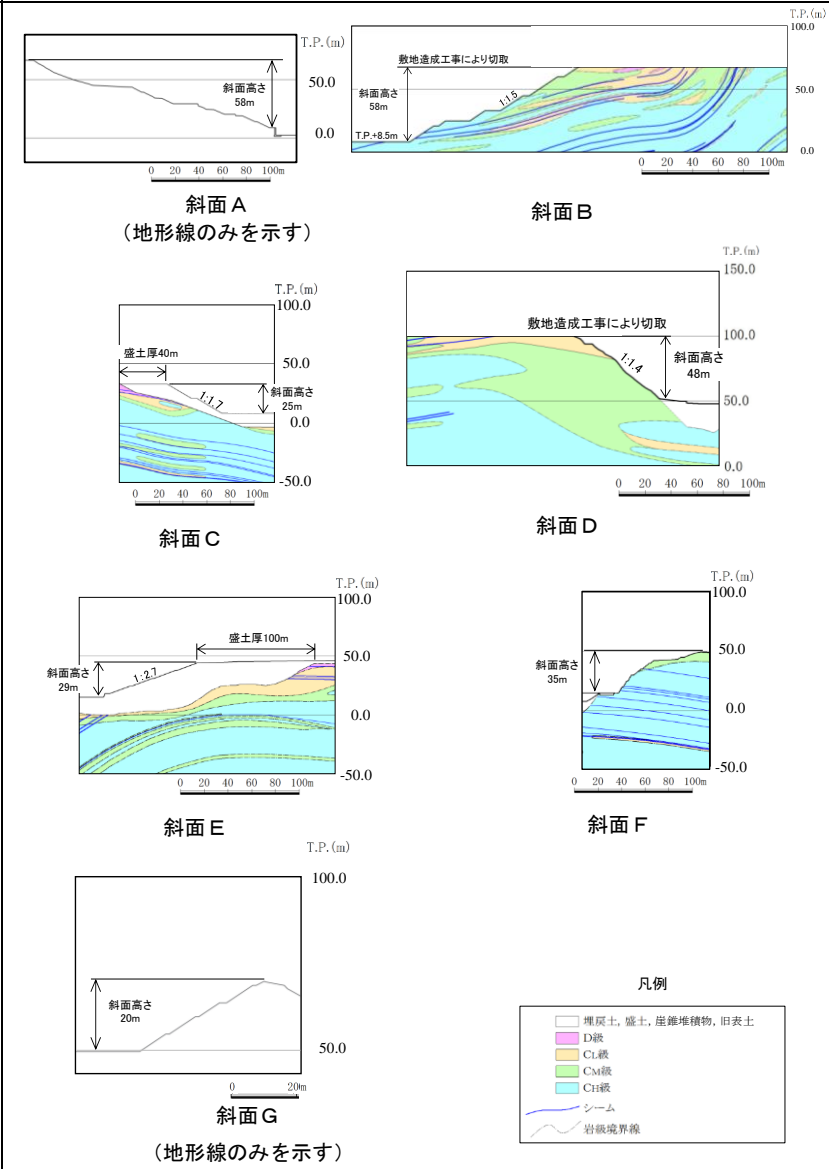 T.P.(m)
斜面高さ
58m
50.0
0.0
0 20 40 60 80 100m
斜面A
(地形線のみを示す)
T.P.(m)
100.0
敷地造成工事により切取
斜面高さ
58m
1:1.5
50.0
T.P.+8.5m
0.0
0 20 40 60 80 100m
斜面B
T.P.(m)
100.0
盛土厚40m
50.0
1:1.7
斜面高さ
25m
0.0
-50.0
0 20 40 60 80 100m
斜面C
T.P.(m)
150.0
敷地造成工事により切取
100.0
1:1.4
斜面高さ
48m
50.0
0.0
0 20 40 60 80 100m
斜面D
T.P.(m)
100.0
盛土厚100m
50.0
斜面高さ
29m
1:2.7
0.0
-50.0
0 20 40 60 80 100m
斜面E
T.P.(m)
100.0
50.0
斜面高さ
35m
0.0
-50.0
0 20 40 60 80 100m
斜面F
T.P.(m)
100.0
斜面高さ
20m
50.0
0 20m
斜面G
(地形線のみを示す)
凡例
埋戻土, 盛土, 崖錐堆積物, 旧表土
D級
CL級
CM級
CH級
シーム
岩級境界線